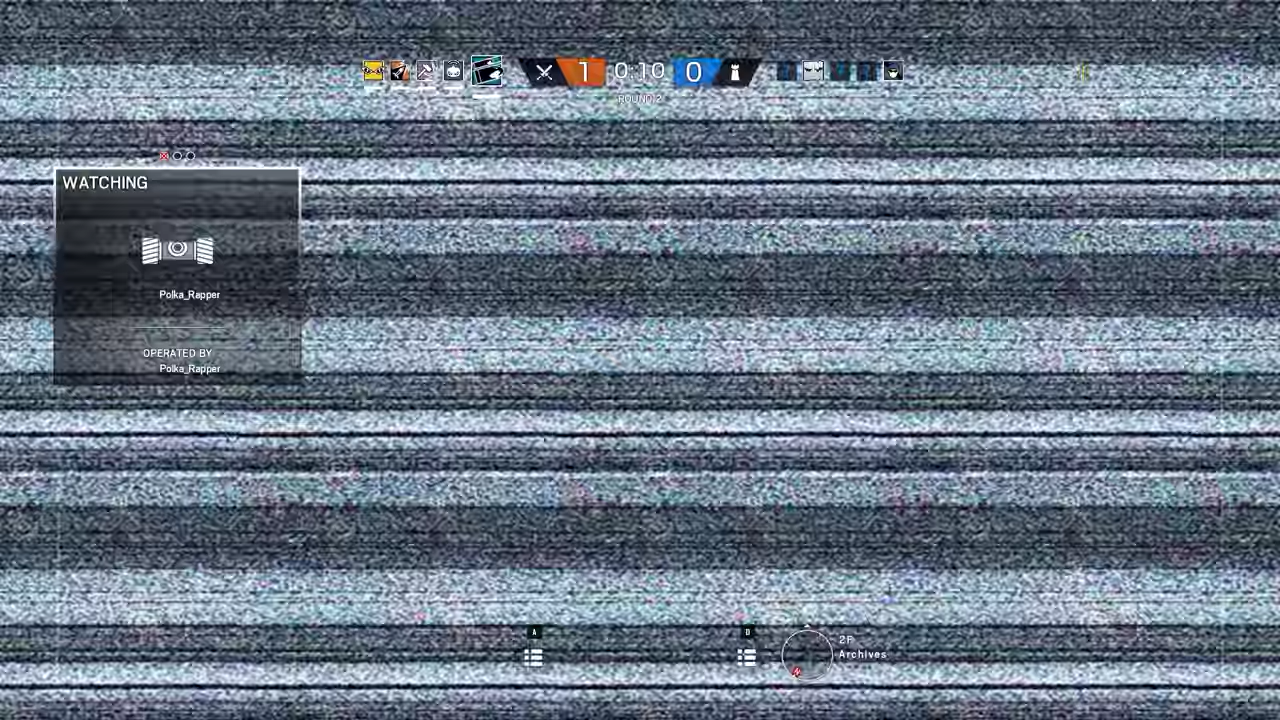 1 0:10 0
ROUND 2
WATCHING
Polka_Rapper
OPERATED BY
Polka_Rapper
A D
2F
Archives
N